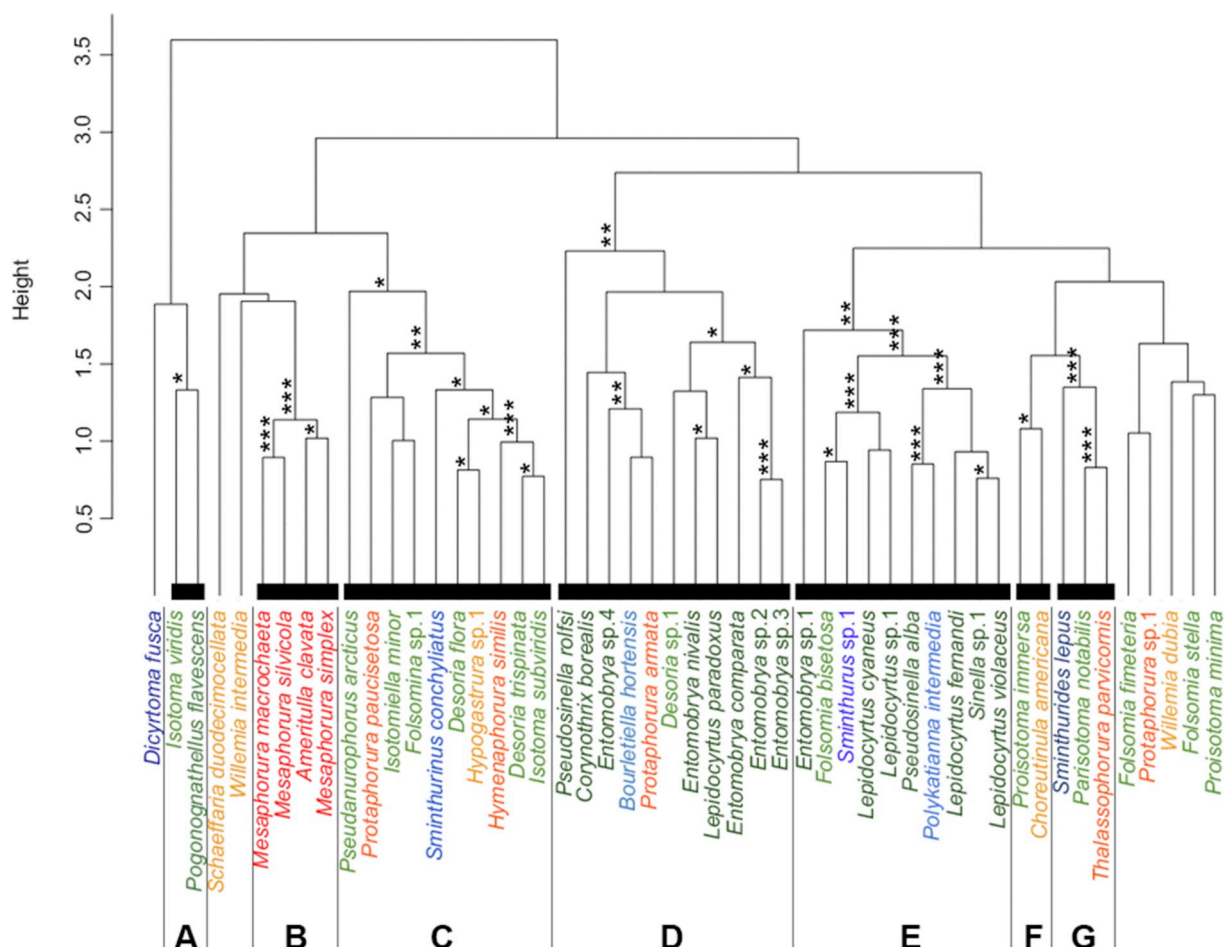 3.5
3.0
2.5
2.0
1.5
1.0
0.5
Height
*
***
***
*
*
**
*
*
***
*
*
**
**
*
*
*
***
**
***
***
***
*
***
*
*
***
***
Dicyrtoma fusca
Isotoma viridis
Pogonognathellus flavescens
Schaeffaria duodecimocellata
Willemia intermedia
Mesaphorura macrochaeta
Mesaphorura silvicola
Ameritulla clavata
Mesaphorura simplex
Pseudanurophorus arcticus
Protaphorura paucisetosa
Isotomiella minor
Folsomina sp.1
Sminthurinus conchyliatus
Desoria flora
Hypogastrura sp.1
Hymenaphorura similis
Desoria trispinata
Isotoma subviridis
Pseudosinella rolfsi
Corynothrix borealis
Entomobrya sp.4
Bourletiella hortensis
Protaphorura armata
Desoria sp.1
Entomobrya nivalis
Lepidocyrtus paradoxus
Entomobrya comparata
Entomobrya sp.2
Entomobrya sp.3
Entomobrya sp.1
Folsomia bisetosa
Sminthurus sp.1
Lepidocyrtus cyaneus
Lepidocyrtus sp.1
Pseudosinella alba
Polykatianna intermedia
Lepidocyrtus fernandi
Sinella sp.1
Lepidocyrtus violaceus
Proisotoma immersa
Choreutinula americana
Sminthurides lepus
Parisotoma notabilis
Thalassophorura parvicornis
Folsomia fimeteria
Protaphorura sp.1
Willemia dubia
Folsomia stella
Proisotoma minima
A
B
C
D
E
F
G